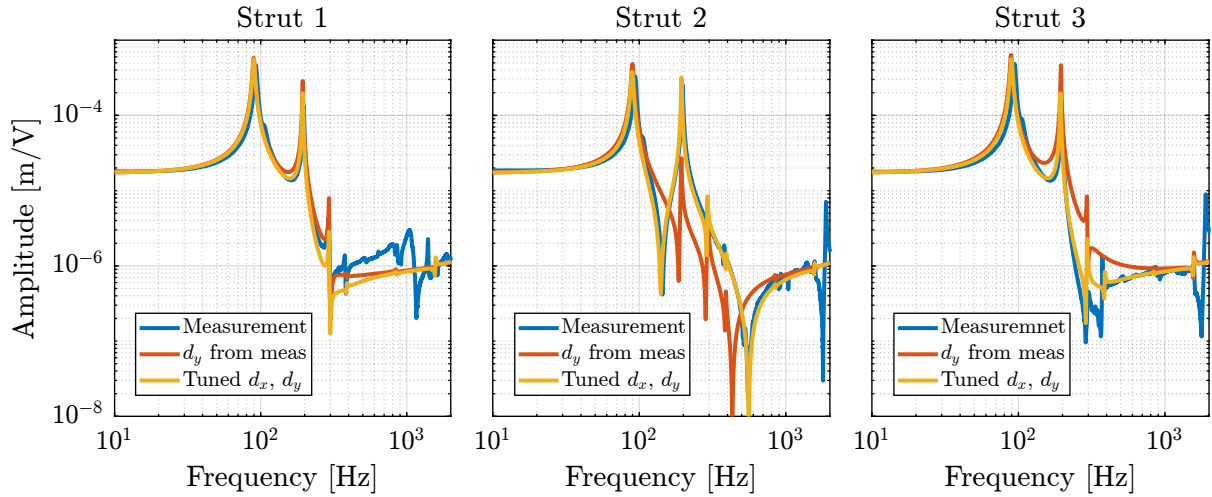 Strut 1
Strut 2
Strut 3
Amplitude [m/V]
10^-4
10^-6
10^-8
Measurement
d_y from meas
Tuned d_x, d_y
Measurement
d_y from meas
Tuned d_x, d_y
Measuremnet
d_y from meas
Tuned d_x, d_y
10^1 10^2 10^3
10^1 10^2 10^3
10^1 10^2 10^3
Frequency [Hz]
Frequency [Hz]
Frequency [Hz]